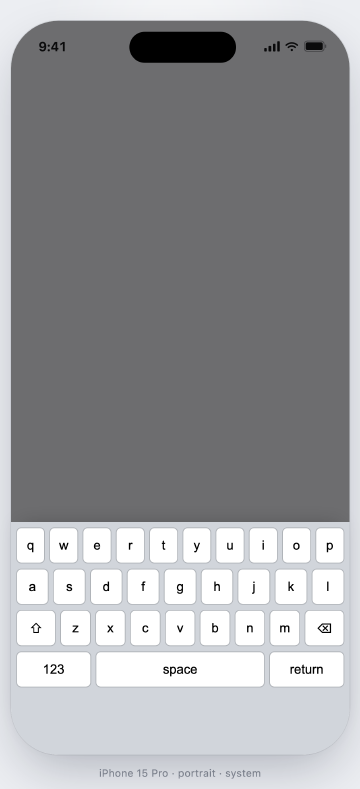 9:41
q w e r t y u i o p
a s d f g h j k l
z x c v b n m
123 space return
iPhone 15 Pro · portrait · system